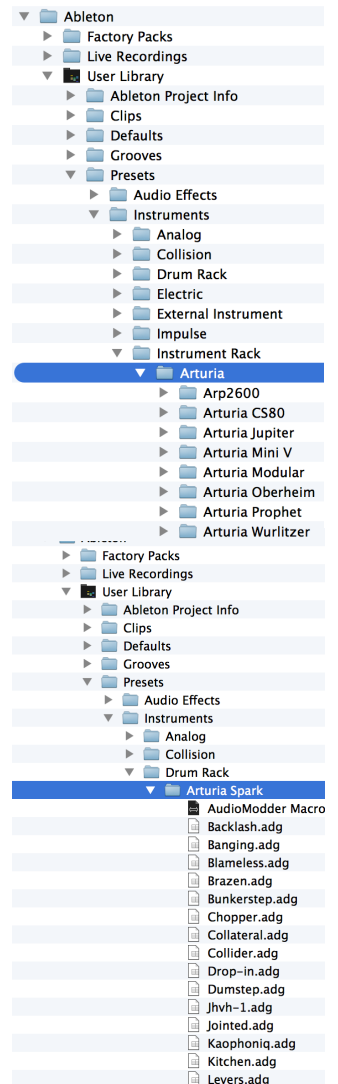 Ableton
Factory Packs
Live Recordings
User Library
Ableton Project Info
Clips
Defaults
Grooves
Presets
Audio Effects
Instruments
Analog
Collision
Drum Rack
Electric
External Instrument
Impulse
Instrument Rack
Arturia
Arp2600
Arturia CS80
Arturia Jupiter
Arturia Mini V
Arturia Modular
Arturia Oberheim
Arturia Prophet
Arturia Wurlitzer
Factory Packs
Live Recordings
User Library
Ableton Project Info
Clips
Defaults
Grooves
Presets
Audio Effects
Instruments
Analog
Collision
Drum Rack
Arturia Spark
AudioModder Macro
Backlash.adg
Banging.adg
Blameless.adg
Brazen.adg
Bunkerstep.adg
Chopper.adg
Collateral.adg
Collider.adg
Drop-in.adg
Dumstep.adg
Jhvh-1.adg
Jointed.adg
Kaophoniq.adg
Kitchen.adg
Levers.adg